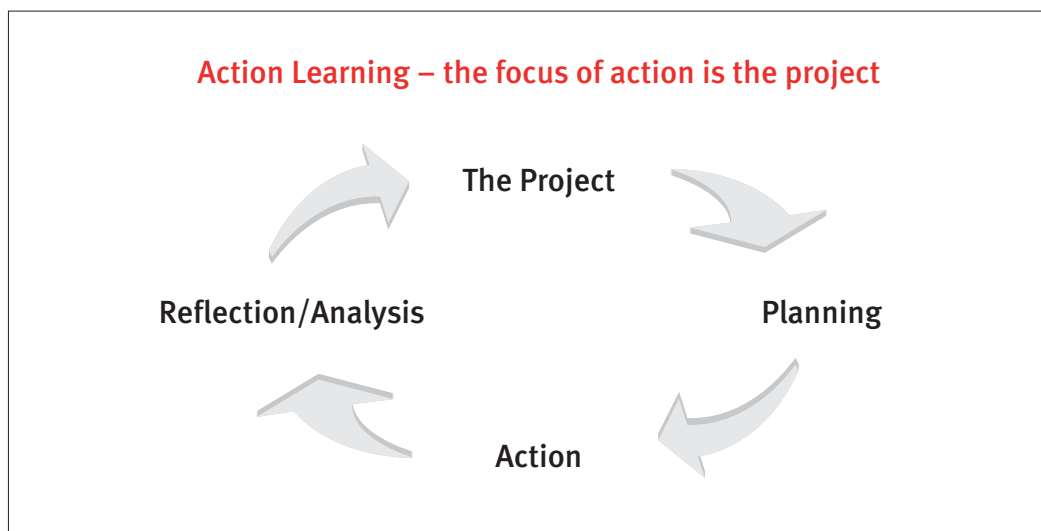 Action Learning – the focus of action is the project
The Project
Reflection/Analysis
Planning
Action